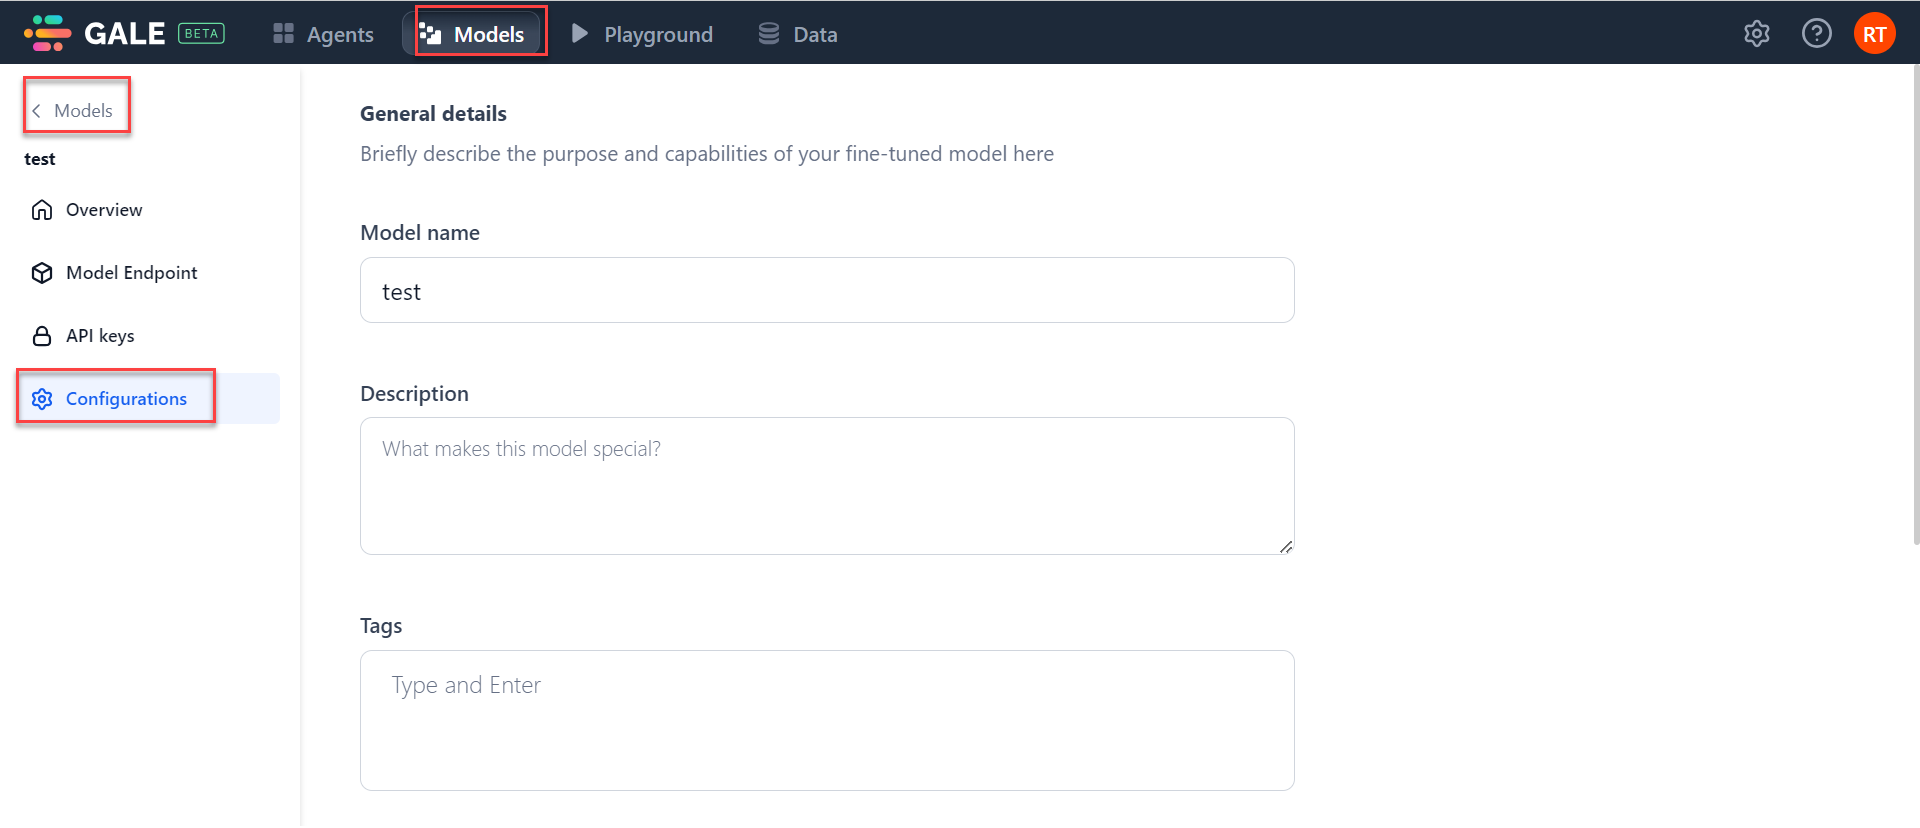 GALE BETA Agents Models Playground Data ? RT
Models
test
Overview
Model Endpoint
API keys
Configurations
General details
Briefly describe the purpose and capabilities of your fine-tuned model here
Model name
test
Description
What makes this model special?
Tags
Type and Enter